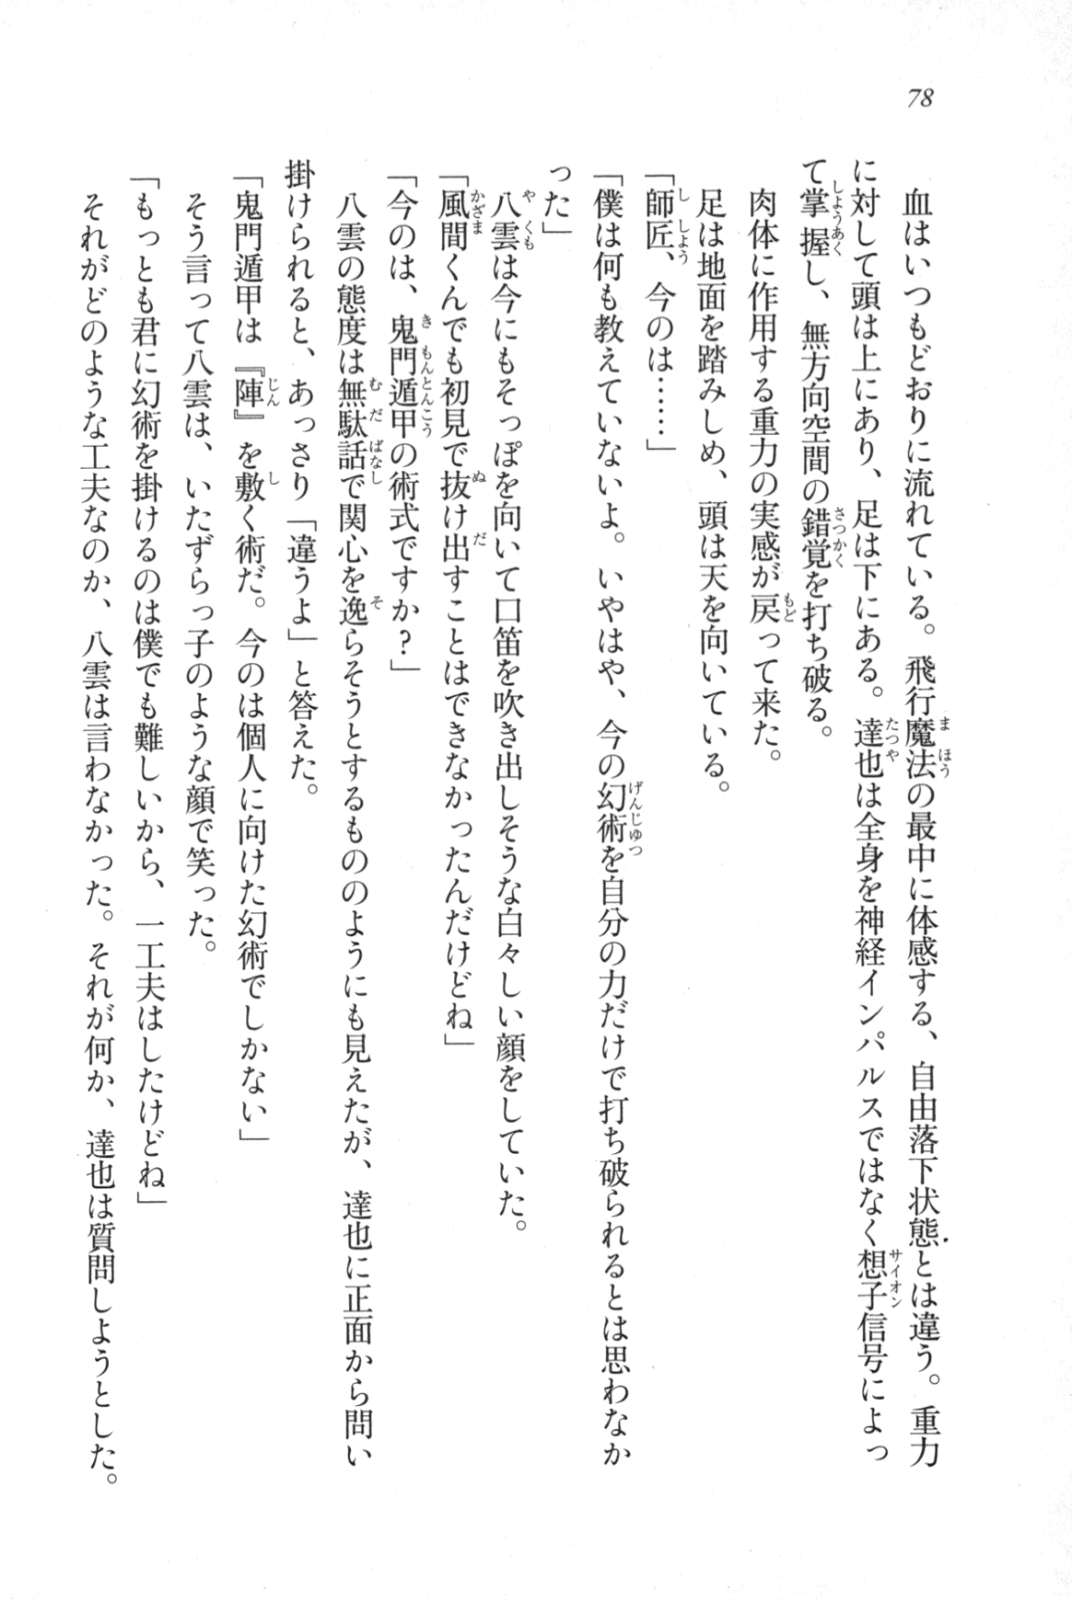 78
血はいつもどおりに流れている。飛行魔法の最中に体感する、自由落下状態とは違う。重力
に対して頭は上にあり、足は下にある。達也は全身を神経インパルスではなく想子信号によっ
て掌握し、無方向空間の錯覚を打ち破る。
肉体に作用する重力の実感が戻って来た。
足は地面を踏みしめ、頭は天を向いている。
「師匠、今のは……」
「僕は何も教えていないよ。いやはや、今の幻術を自分の力だけで打ち破られるとは思わなか
った」
八雲は今にもそっぽを向いて口笛を吹き出しそうな白々しい顔をしていた。
「風間くんでも初見で抜け出すことはできなかったんだけどね」
「今のは、鬼門遁甲の術式ですか？」
八雲の態度は無駄話で関心を逸らそうとするもののようにも見えたが、達也に正面から問い
掛けられると、あっさり「違うよ」と答えた。
「鬼門遁甲は『陣』を敷く術だ。今のは個人に向けた幻術でしかない」
そう言って八雲は、いたずらっ子のような顔で笑った。
「もっとも君に幻術を掛けるのは僕でも難しいから、一工夫はしたけどね」
それがどのような工夫なのか、八雲は言わなかった。それが何か、達也は質問しようとした。